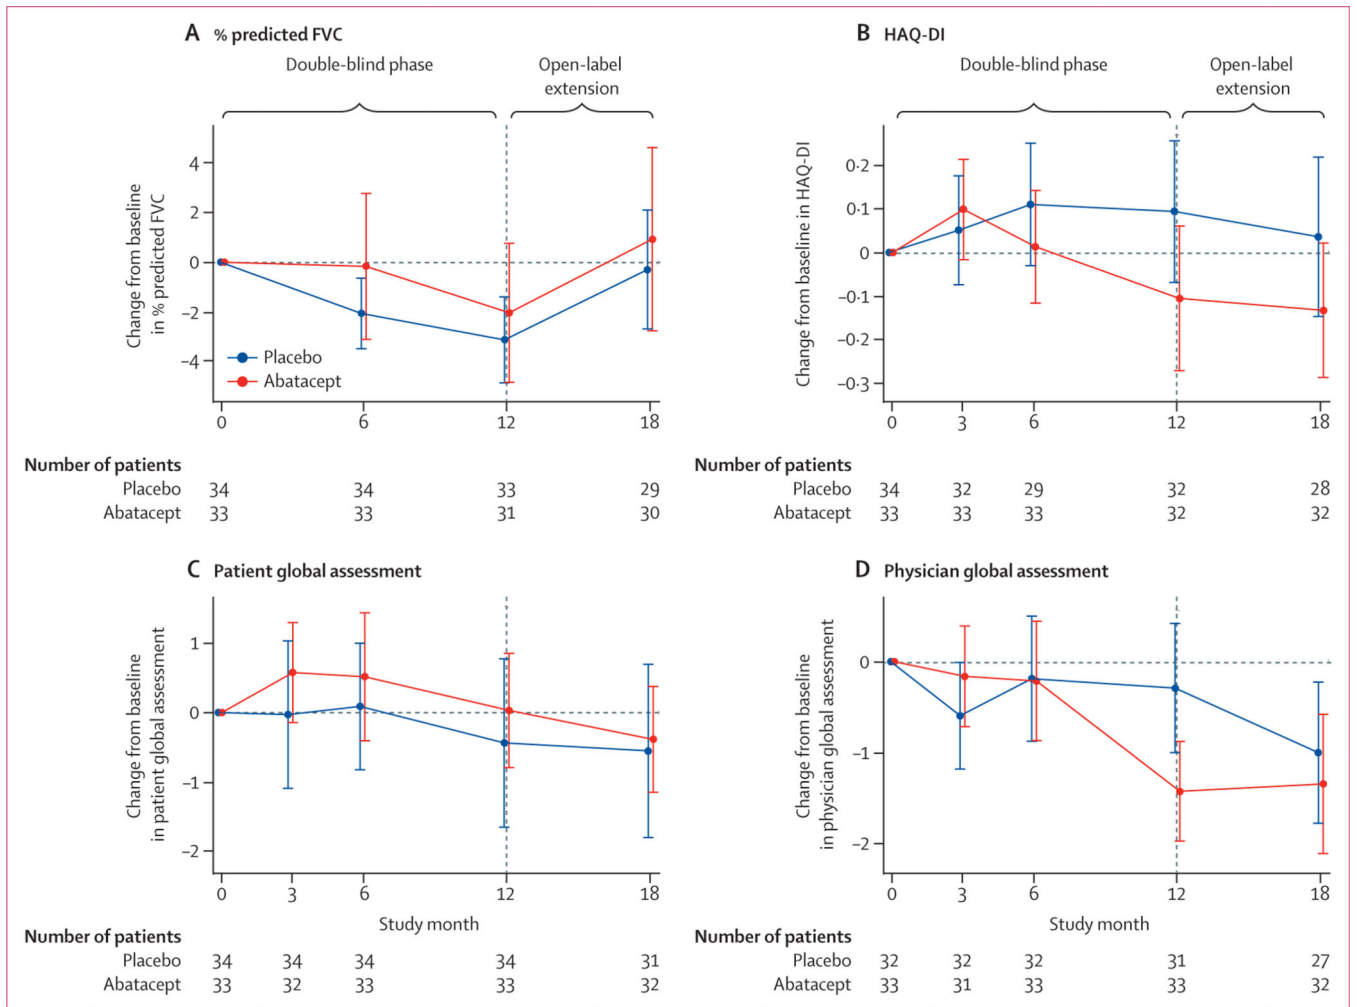 A % predicted FVC
Double-blind phase
Open-label
extension
Change from baseline
in % predicted FVC
4
2
0
–2
–4
Placebo
Abatacept
0 6 12 18
Number of patients
Placebo 34 34 33 29
Abatacept 33 33 31 30
B HAQ-DI
Double-blind phase
Open-label
extension
Change from baseline in HAQ-DI
0·2
0·1
0
–0·1
–0·2
–0·3
0 3 6 12 18
Number of patients
Placebo 34 32 29 32 28
Abatacept 33 33 33 32 32
C Patient global assessment
Change from baseline
in patient global assessment
1
0
–1
–2
0 3 6 12 18
Study month
Number of patients
Placebo 34 34 34 34 31
Abatacept 33 32 33 33 32
D Physician global assessment
Change from baseline
in physician global assessment
0
–1
–2
0 3 6 12 18
Study month
Number of patients
Placebo 32 32 32 31 27
Abatacept 33 31 33 33 32